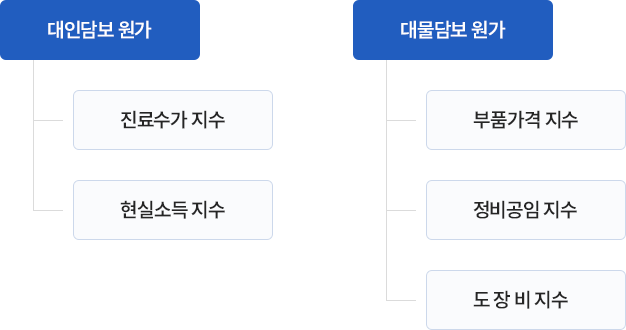 대인담보 원가
진료수가 지수
현실소득 지수
대물담보 원가
부품가격 지수
정비공임 지수
도 장 비 지수